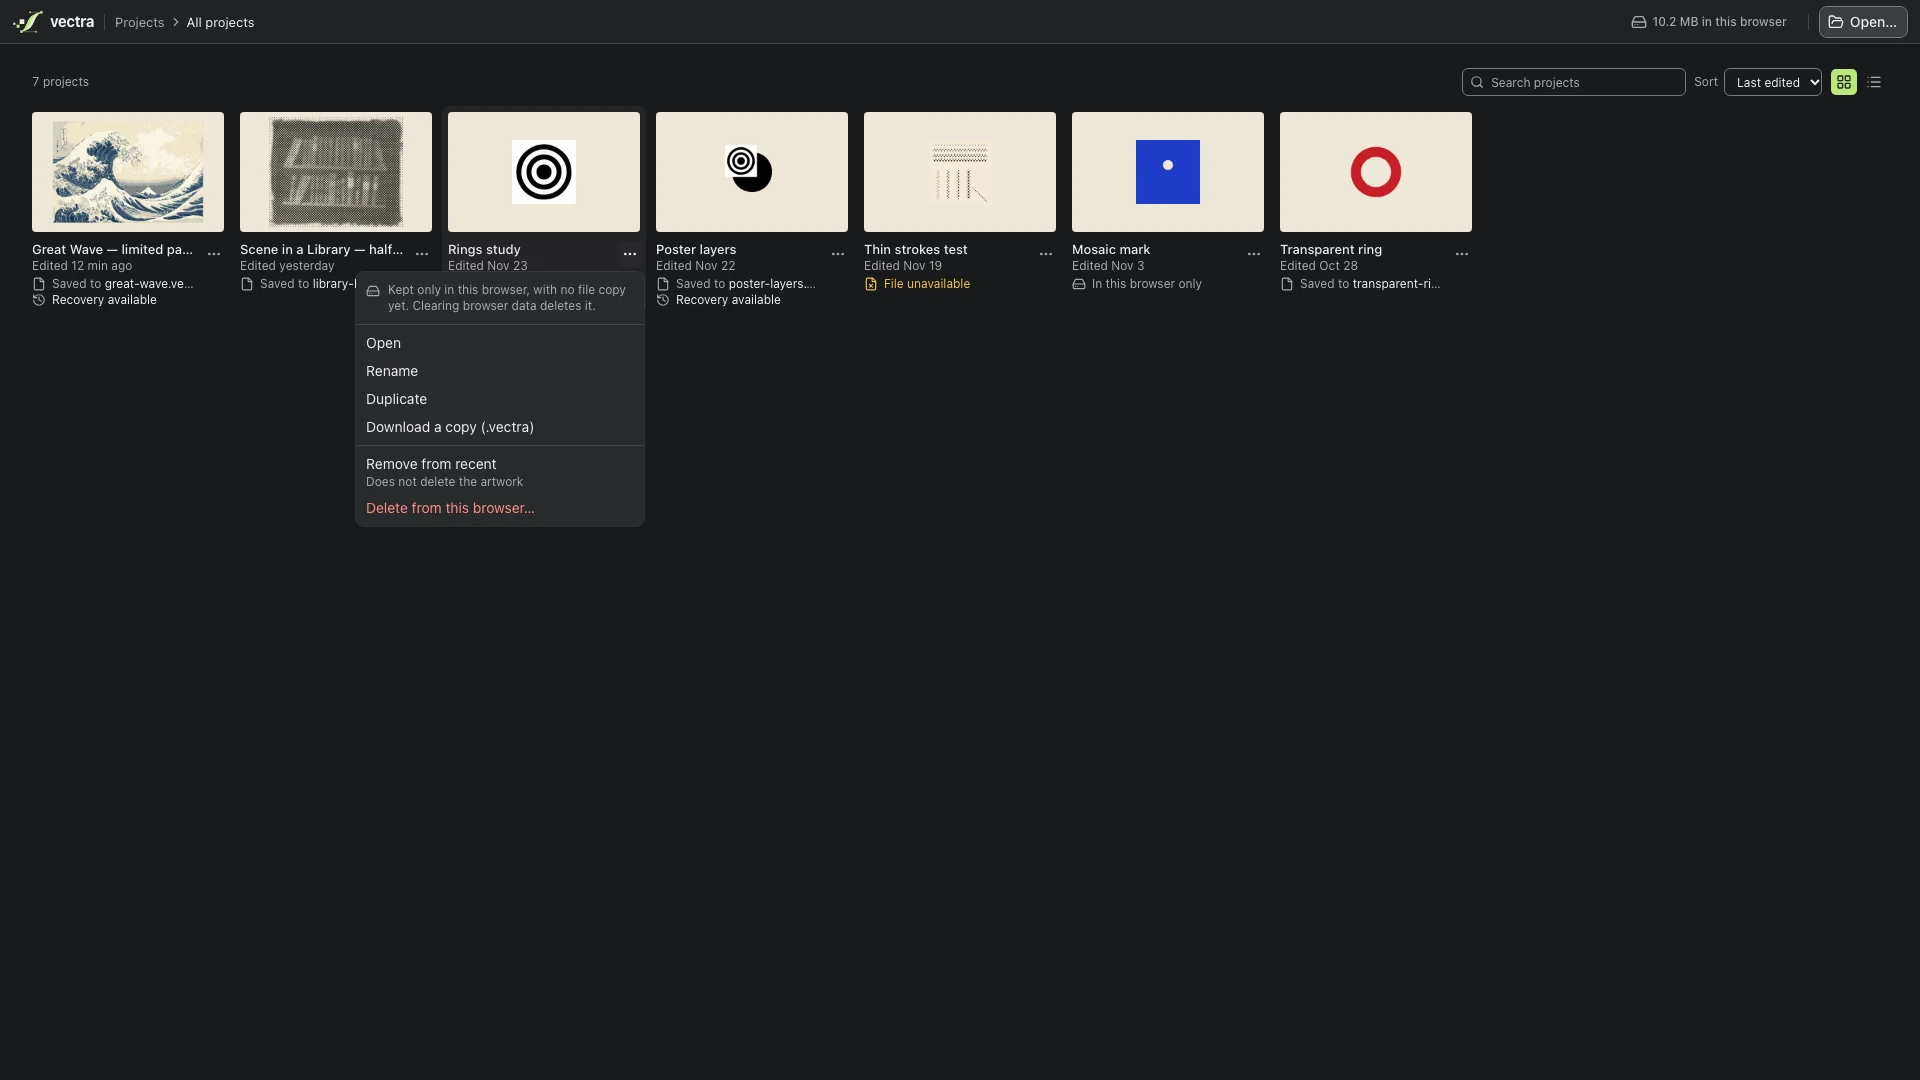 vectra
Projects > All projects
10.2 MB in this browser
Open...
7 projects
Search projects
Sort
Last edited
Great Wave — limited pa...
Edited 12 min ago
Saved to great-wave.ve...
Recovery available
Scene in a Library — half...
Edited yesterday
Saved to library-
Rings study
Edited Nov 23
Poster layers
Edited Nov 22
Saved to poster-layers....
Recovery available
Thin strokes test
Edited Nov 19
File unavailable
Mosaic mark
Edited Nov 3
In this browser only
Transparent ring
Edited Oct 28
Saved to transparent-ri...
Kept only in this browser, with no file copy
yet. Clearing browser data deletes it.
Open
Rename
Duplicate
Download a copy (.vectra)
Remove from recent
Does not delete the artwork
Delete from this browser...